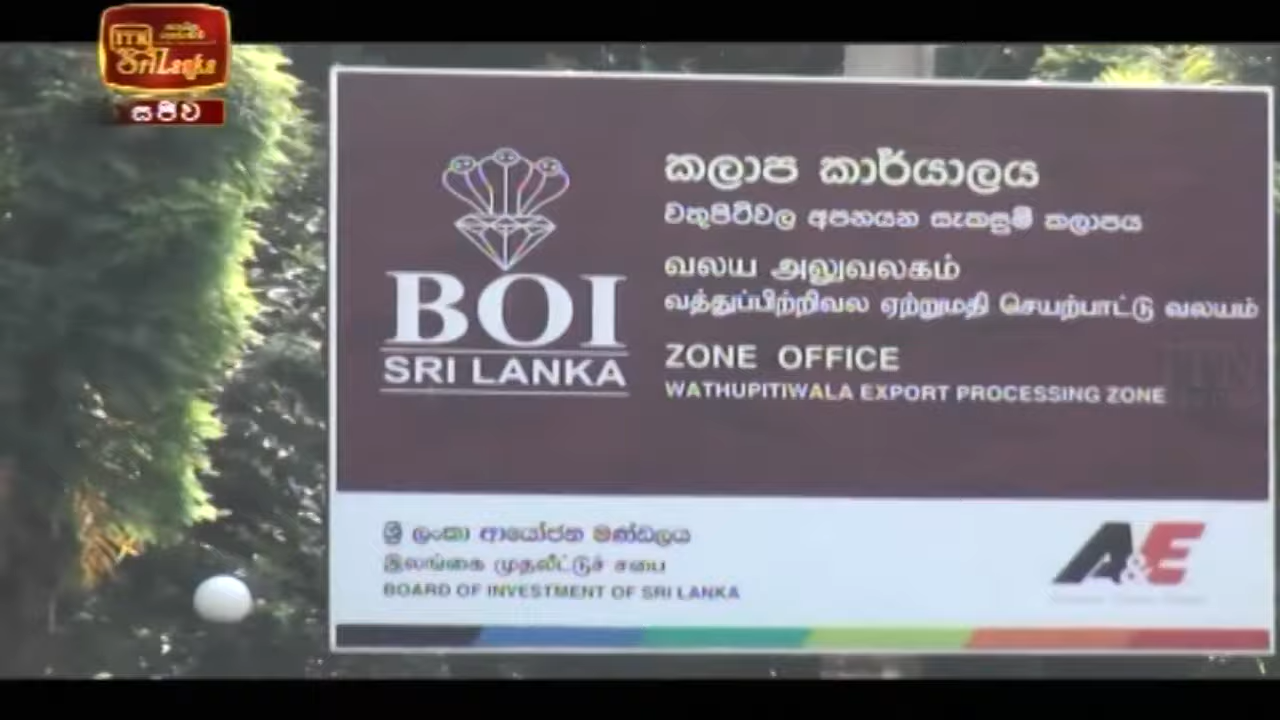 ITN
Sri Lanka
සජීව
BOI
SRI LANKA
කලාප කාර්යාලය
වතුපිටිවල අපනයන සැකසුම් කලාපය
வலய அலுவலகம்
வத்துப்பிற்றிவல ஏற்றுமதி செயற்பாட்டு வலயம்
ZONE OFFICE
WATHUPITIWALA EXPORT PROCESSING ZONE
ITN
ශ්‍රී ලංකා ආයෝජන මණ්ඩලය
இலங்கை முதலீட்டுச் சபை
BOARD OF INVESTMENT OF SRI LANKA
A&E